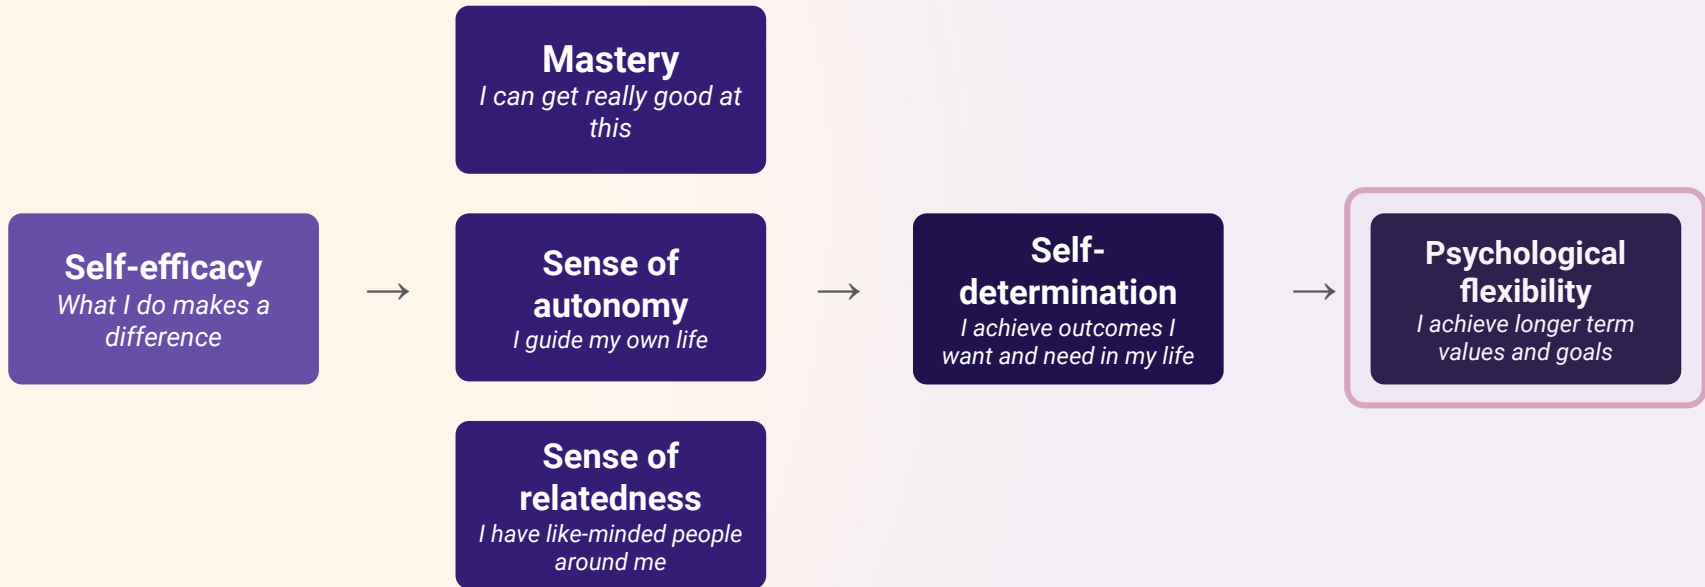 Self-efficacy
What I do makes a
difference
→
Mastery
I can get really good at
this
Sense of
autonomy
I guide my own life
Sense of
relatedness
I have like-minded people
around me
→
Self-
determination
I achieve outcomes I
want and need in my life
→
Psychological
flexibility
I achieve longer term
values and goals